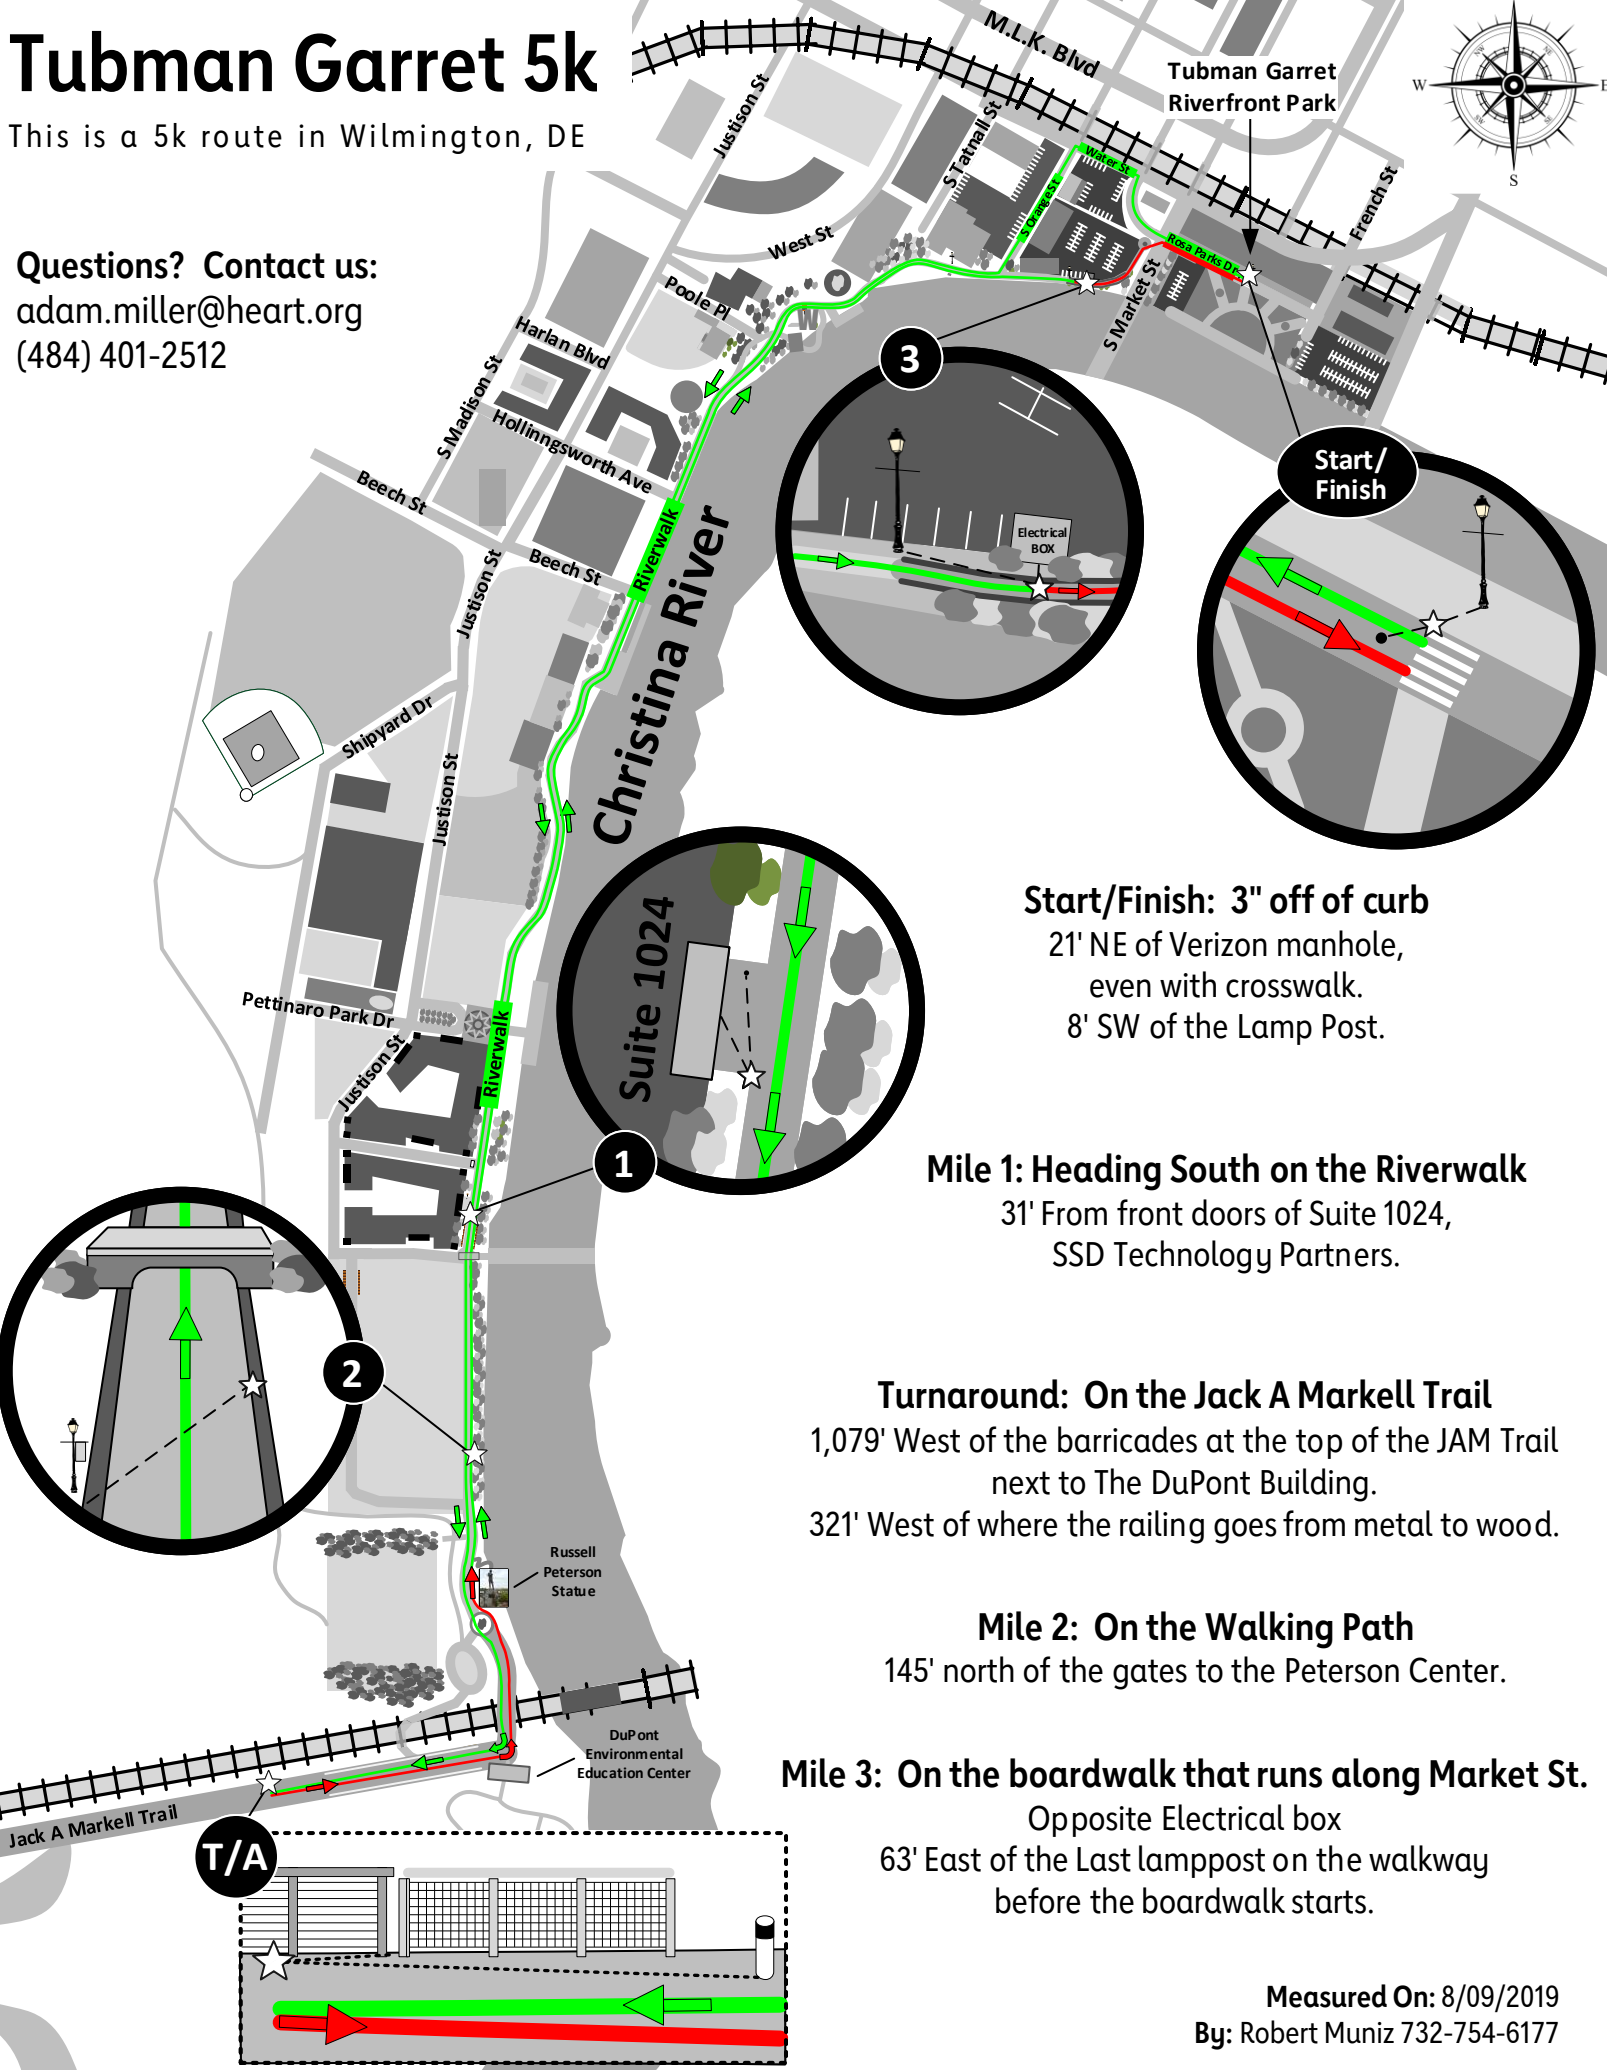 Tubman Garret 5k
This is a 5k route in Wilmington, DE
Questions?  Contact us:
adam.miller@heart.org
(484) 401-2512
M.L.K. Blvd
Tubman Garret
Riverfront Park
W
E
S
NW
NE
SW
SE
Justison St
S Tatnall St
Water St
S Orange St
Rosa Parks Dr
French St
West St
Poole Pl
S Market St
Harlan Blvd
S Madison St
Hollinngsworth Ave
Beech St
Beech St
Riverwalk
Christina River
3
Electrical
BOX
Start/
Finish
Justison St
Shipyard Dr
Justison St
Suite 1024
Pettinaro Park Dr
Justison St
Riverwalk
1
2
Russell
Peterson
Statue
DuPont
Environmental
Education Center
Jack A Markell Trail
T/A
Start/Finish:  3" off of curb
21' NE of Verizon manhole,
even with crosswalk.
8' SW of the Lamp Post.
Mile 1: Heading South on the Riverwalk
31' From front doors of Suite 1024,
SSD Technology Partners.
Turnaround:  On the Jack A Markell Trail
1,079' West of the barricades at the top of the JAM Trail
next to The DuPont Building.
321' West of where the railing goes from metal to wood.
Mile 2:  On the Walking Path
145' north of the gates to the Peterson Center.
Mile 3:  On the boardwalk that runs along Market St.
Opposite Electrical box
63' East of the Last lamppost on the walkway
before the boardwalk starts.
Measured On: 8/09/2019
By: Robert Muniz 732-754-6177